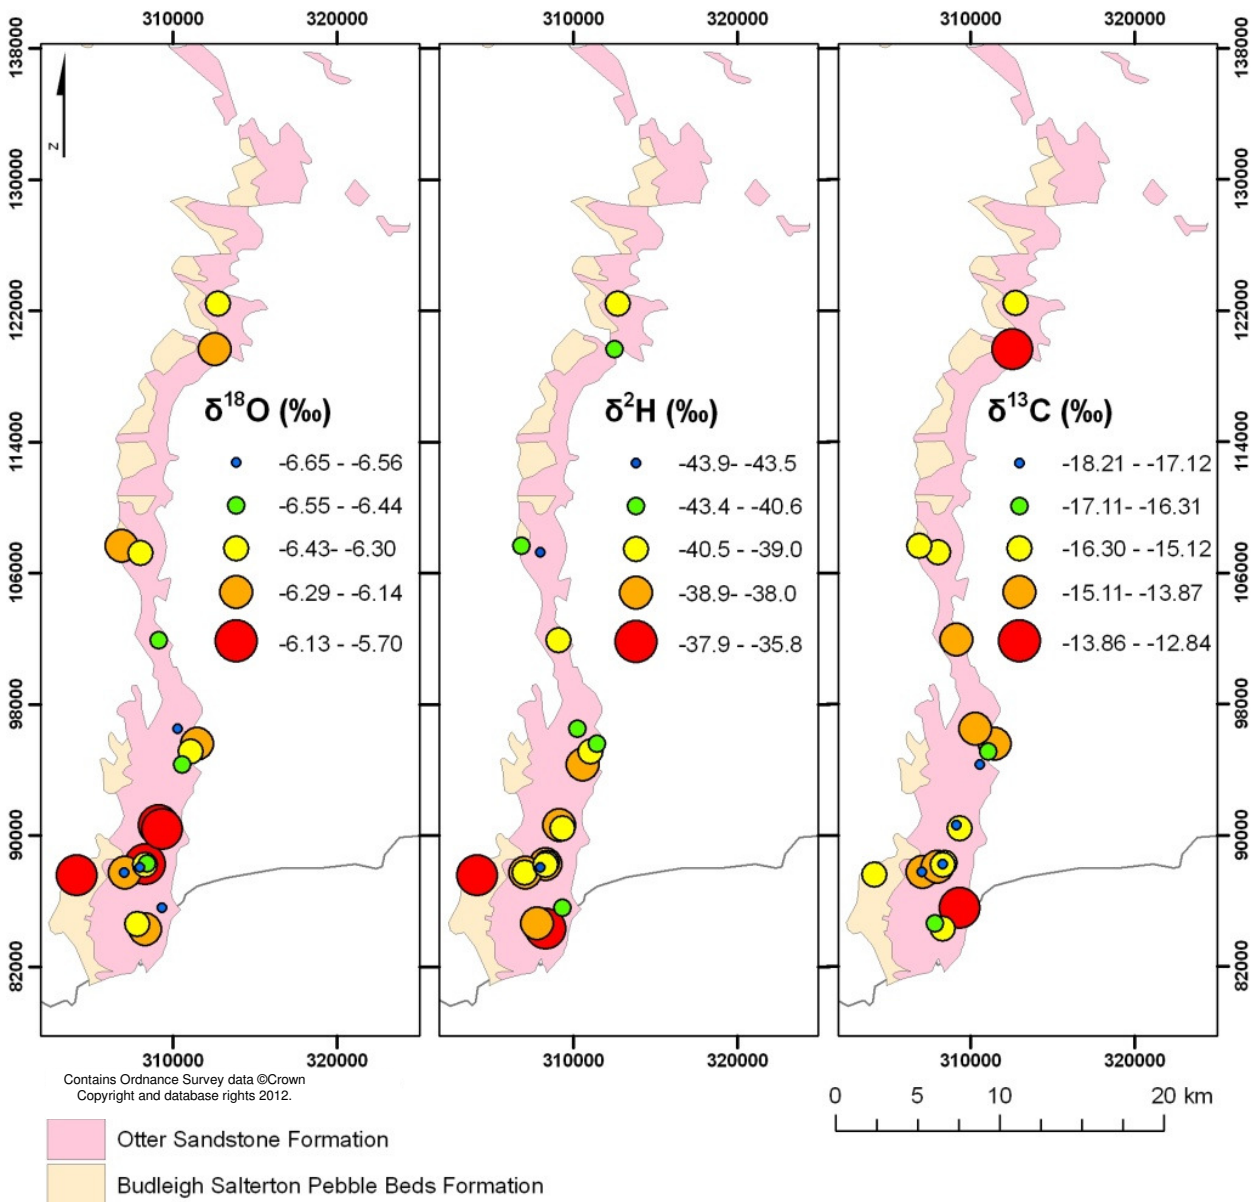 310000 320000 310000 320000 310000 320000
138000 138000
z
130000 130000
122000 122000
δ18O (‰) δ2H (‰) δ13C (‰)
114000 114000
-6.65 - -6.56 -43.9- -43.5 -18.21 - -17.12
-6.55 - -6.44 -43.4 - -40.6 -17.11- -16.31
-6.43- -6.30 -40.5 - -39.0 -16.30 - -15.12
106000 106000
-6.29 - -6.14 -38.9- -38.0 -15.11- -13.87
-6.13 - -5.70 -37.9 - -35.8 -13.86 - -12.84
98000 98000
90000 90000
82000 82000
310000 320000 310000 320000 310000 320000
Contains Ordnance Survey data ©Crown
Copyright and database rights 2012.
0 5 10 20 km
Otter Sandstone Formation
Budleigh Salterton Pebble Beds Formation